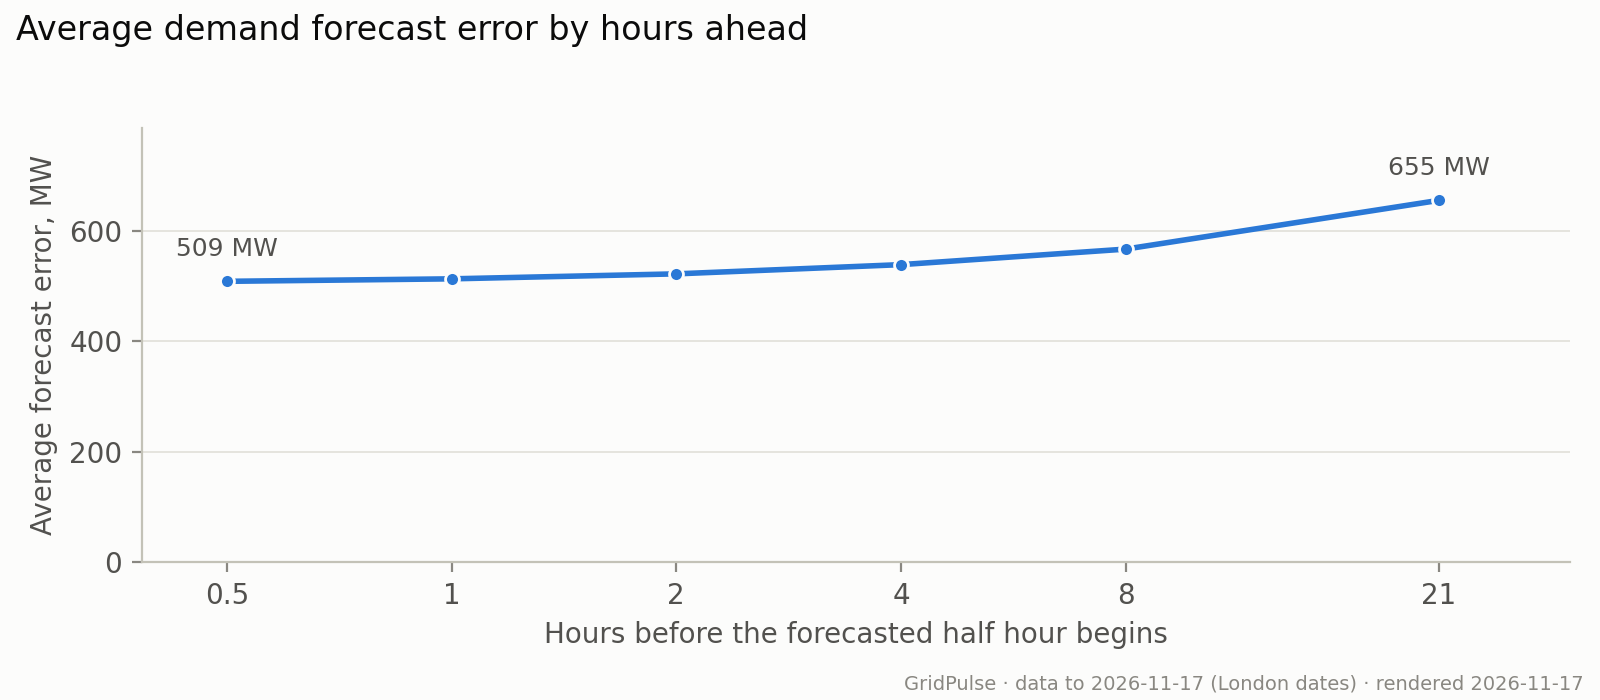 Average demand forecast error by hours ahead
Average forecast error, MW
600
400
200
0
509 MW
655 MW
0.5
1
2
4
8
21
Hours before the forecasted half hour begins
GridPulse · data to 2026-11-17 (London dates) · rendered 2026-11-17